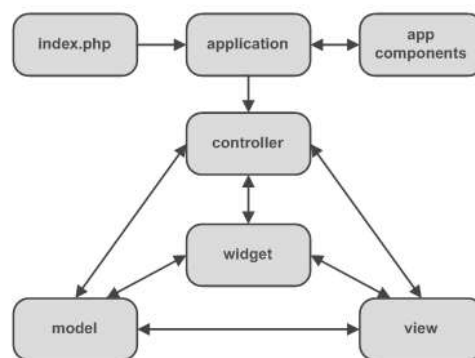 index.php
application
app
components
controller
widget
model
view